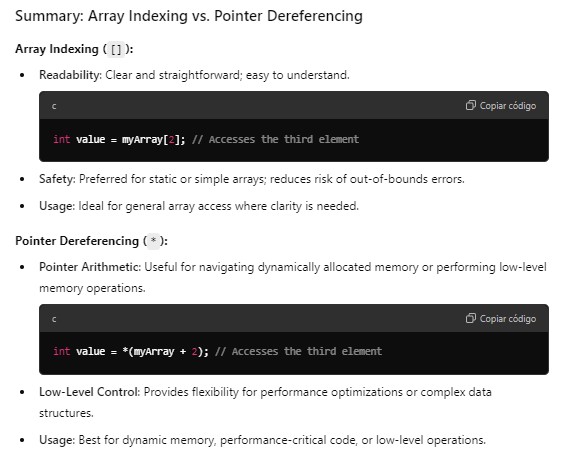 Summary: Array Indexing vs. Pointer Dereferencing
Array Indexing ( [] ):
• Readability: Clear and straightforward; easy to understand.
c Copiar código
int value = myArray[2]; // Accesses the third element
• Safety: Preferred for static or simple arrays; reduces risk of out-of-bounds errors.
• Usage: Ideal for general array access where clarity is needed.
Pointer Dereferencing ( * ):
• Pointer Arithmetic: Useful for navigating dynamically allocated memory or performing low-level
memory operations.
c Copiar código
int value = *(myArray + 2); // Accesses the third element
• Low-Level Control: Provides flexibility for performance optimizations or complex data
structures.
• Usage: Best for dynamic memory, performance-critical code, or low-level operations.